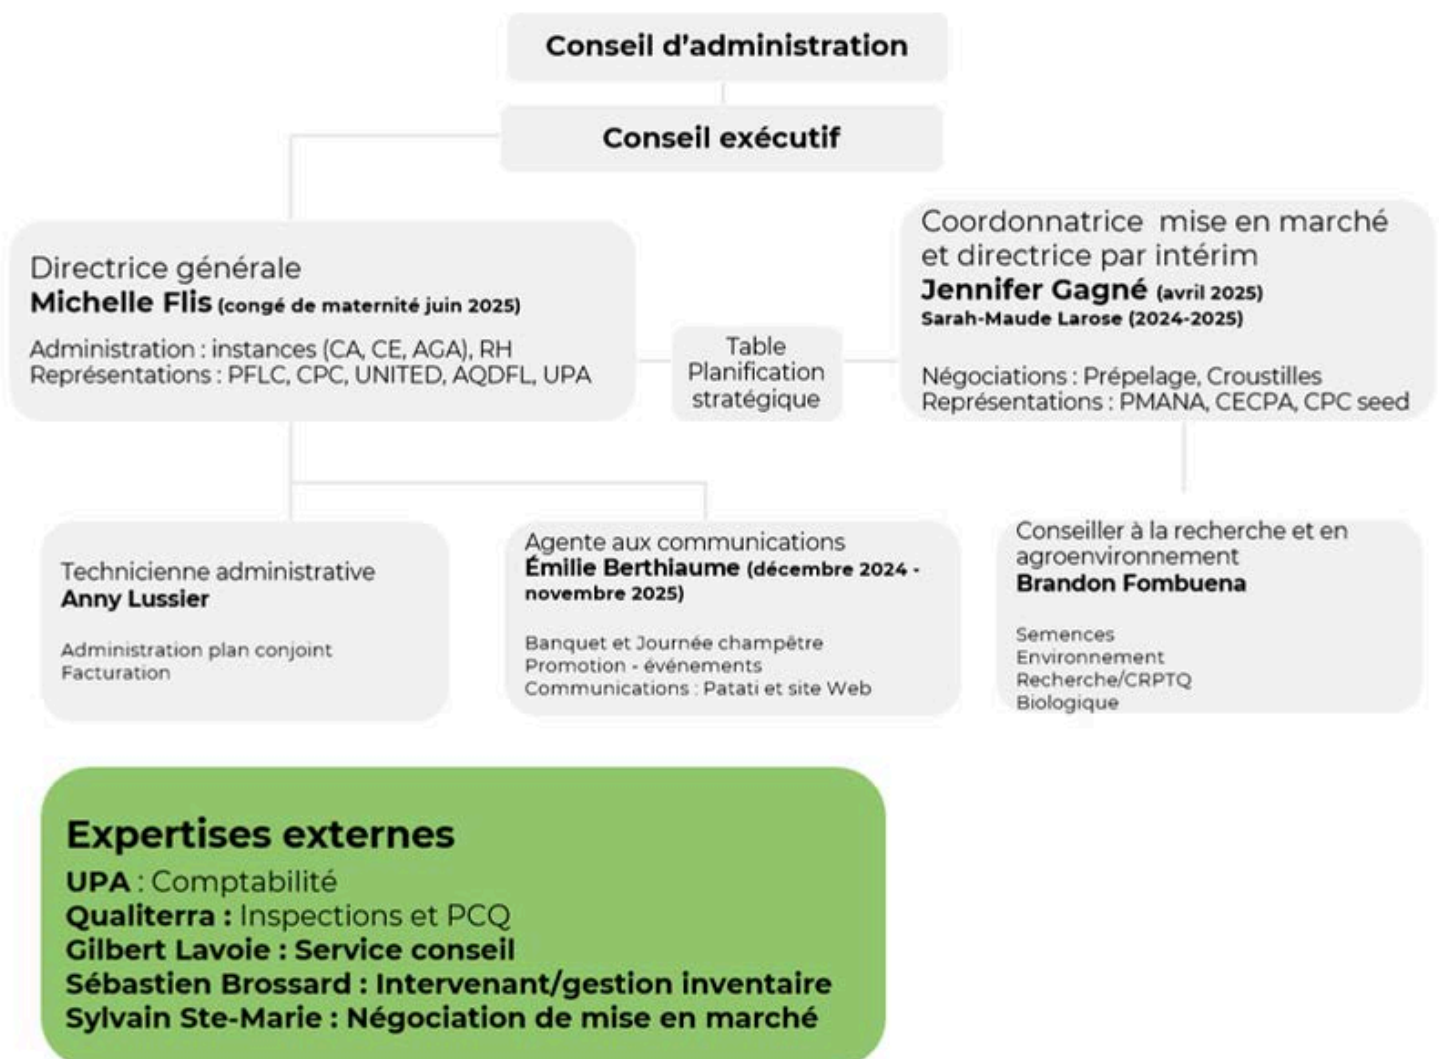 Conseil d'administration
Conseil exécutif
Directrice générale
Michelle Flis (congé de maternité juin 2025)
Administration : instances (CA, CE, AGA), RH
Représentations : PFLC, CPC, UNITED, AQDFL, UPA
Table
Planification
stratégique
Coordonnatrice mise en marché
et directrice par intérim
Jennifer Gagné (avril 2025)
Sarah-Maude Larose (2024-2025)
Négociations : Prépelage, Croustilles
Représentations : PMANA, CECPA, CPC seed
Technicienne administrative
Anny Lussier
Administration plan conjoint
Facturation
Agente aux communications
Émilie Berthiaume (décembre 2024 -
novembre 2025)
Banquet et Journée champêtre
Promotion - événements
Communications : Patati et site Web
Conseiller à la recherche et en
agroenvironnement
Brandon Fombuena
Semences
Environnement
Recherche/CRPTQ
Biologique
Expertises externes
UPA : Comptabilité
Qualiterra : Inspections et PCQ
Gilbert Lavoie : Service conseil
Sébastien Brossard : Intervenant/gestion inventaire
Sylvain Ste-Marie : Négociation de mise en marché